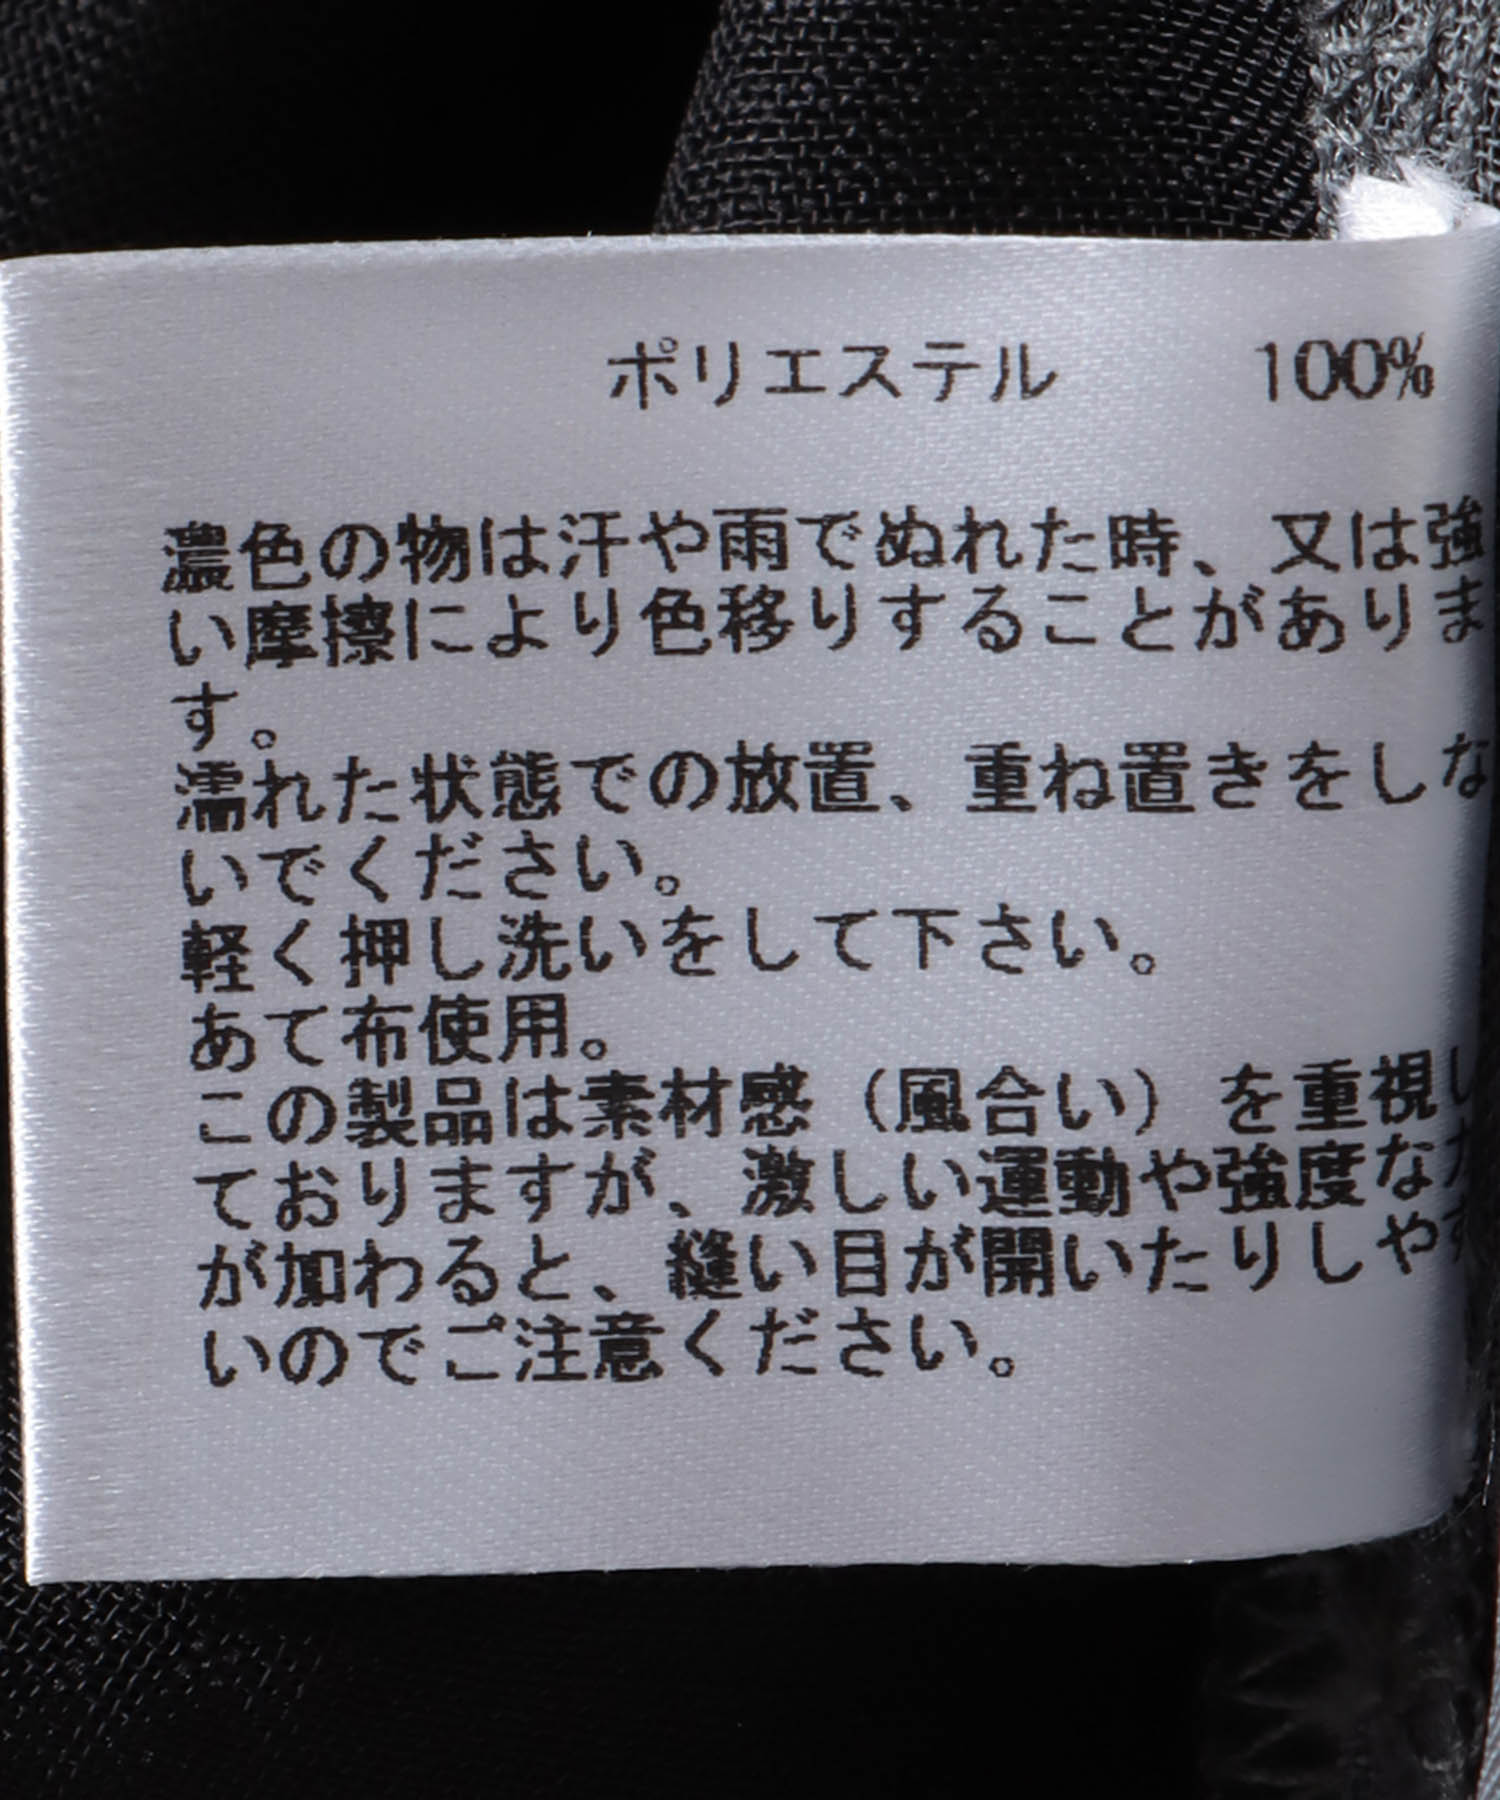 ポリエステル　100%
濃色の物は汗や雨でぬれた時、又は強
い摩擦により色移りすることがありま
す。
濡れた状態での放置、重ね置きをしな
いでください。
軽く押し洗いをして下さい。
あて布使用。
この製品は素材感（風合い）を重視し
ておりますが、激しい運動や強度な力
が加わると、縫い目が開いたりしやす
いのでご注意ください。